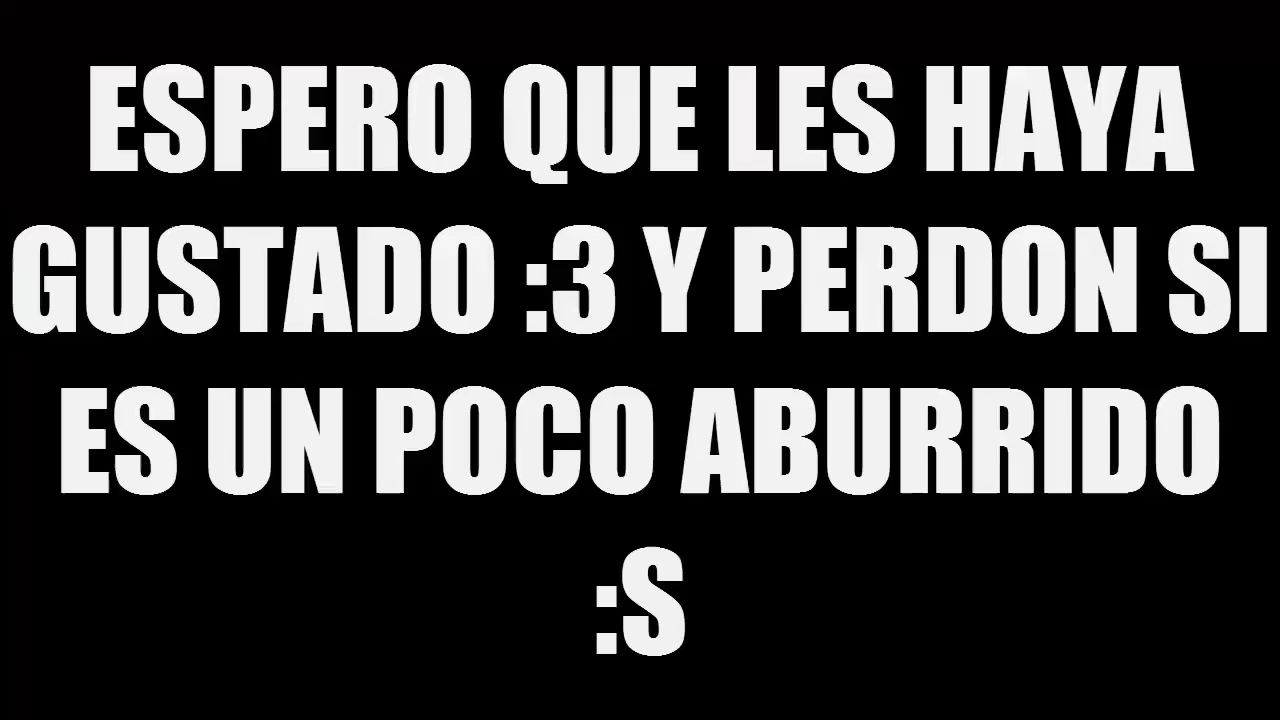 ESPERO QUE LES HAYA
GUSTADO :3 Y PERDON SI
ES UN POCO ABURRIDO
:S